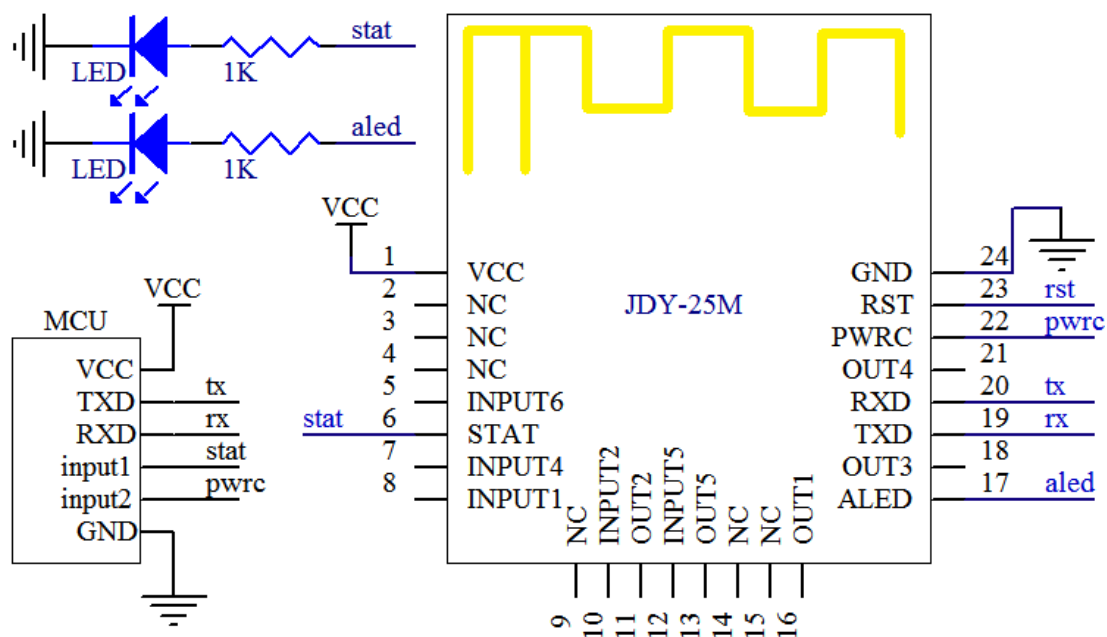 stat
LED 1K
aled
LED 1K
VCC
1 VCC
2 NC
3 NC
4 NC
5 INPUT6
stat 6 STAT
7 INPUT4
8 INPUT1
JDY-25M
24 GND
23 RST rst
22 PWRC pwrc
21 OUT4
20 RXD tx
19 TXD rx
18 OUT3
17 ALED aled
NC INPUT2 OUT2 INPUT5 OUT5 NC NC OUT1
9 10 11 12 13 14 15 16
VCC
MCU
VCC
TXD tx
RXD rx
input1 stat
input2 pwrc
GND